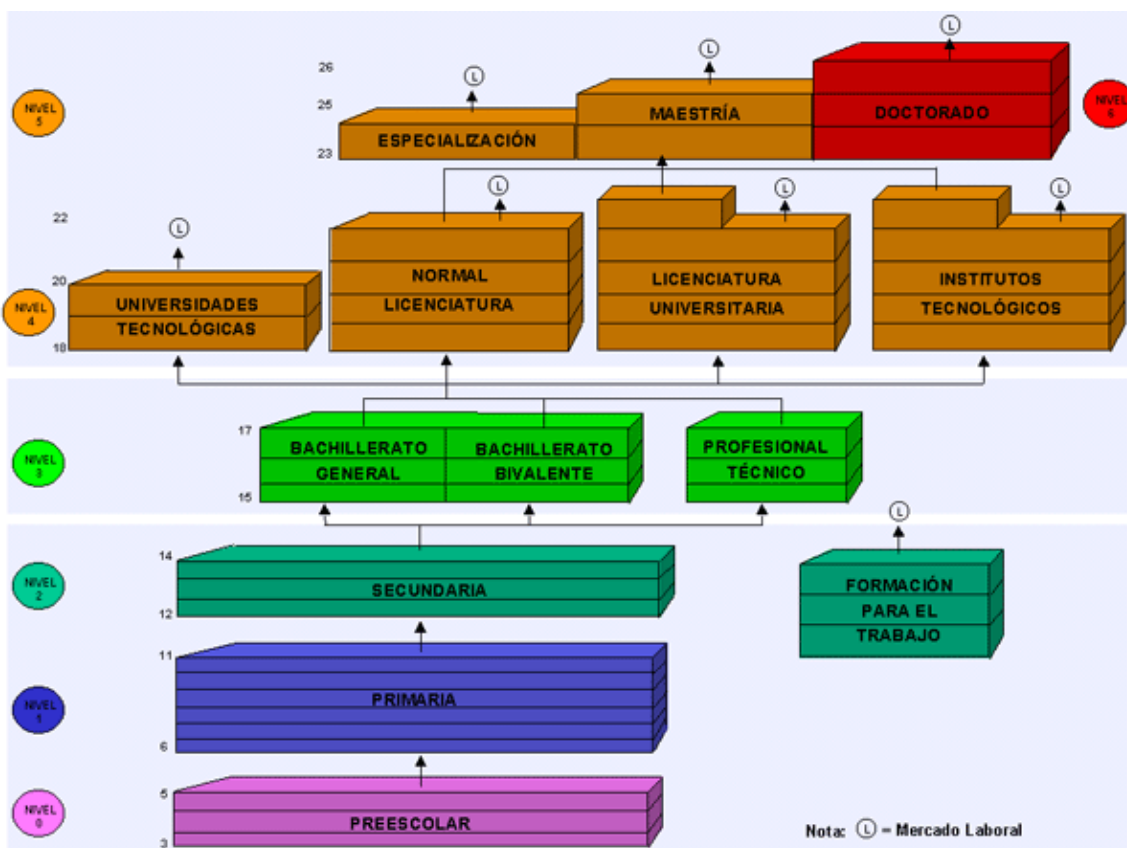 L
L
L
26
NIVEL
5
25
MAESTRÍA
DOCTORADO
NIVEL
6
ESPECIALIZACIÓN
23
L
L
L
L
22
20
NORMAL
LICENCIATURA
LICENCIATURA
UNIVERSITARIA
INSTITUTOS
TECNOLÓGICOS
UNIVERSIDADES
TECNOLÓGICAS
NIVEL
4
18
17
BACHILLERATO
GENERAL
BACHILLERATO
BIVALENTE
PROFESIONAL
TÉCNICO
NIVEL
3
15
L
14
NIVEL
2
SECUNDARIA
12
FORMACIÓN
PARA EL
TRABAJO
11
PRIMARIA
NIVEL
1
6
5
NIVEL
0
PREESCOLAR
3
Nota: L = Mercado Laboral